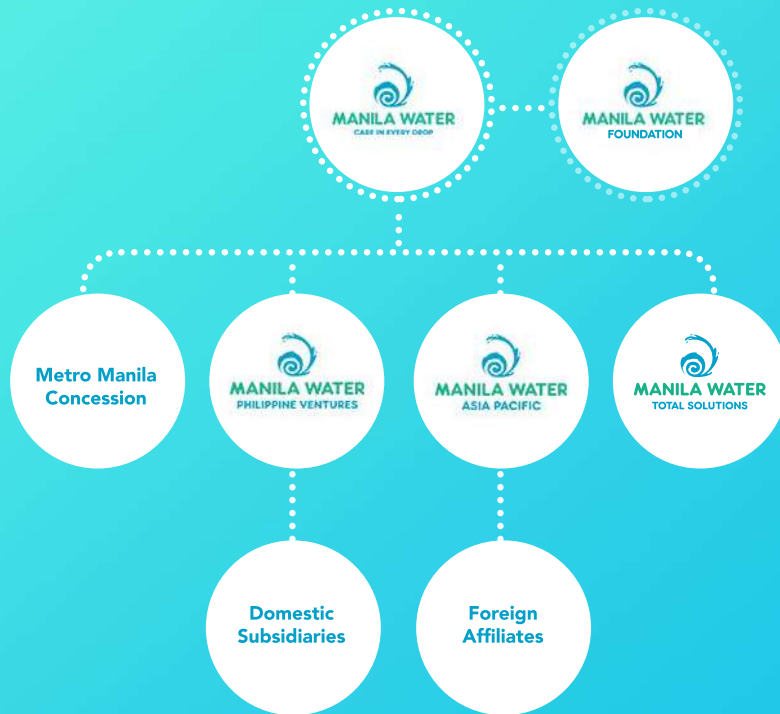 MANILA WATER
CARE IN EVERY DROP
MANILA WATER
FOUNDATION
Metro Manila
Concession
MANILA WATER
PHILIPPINE VENTURES
MANILA WATER
ASIA PACIFIC
MANILA WATER
TOTAL SOLUTIONS
Domestic
Subsidiaries
Foreign
Affiliates